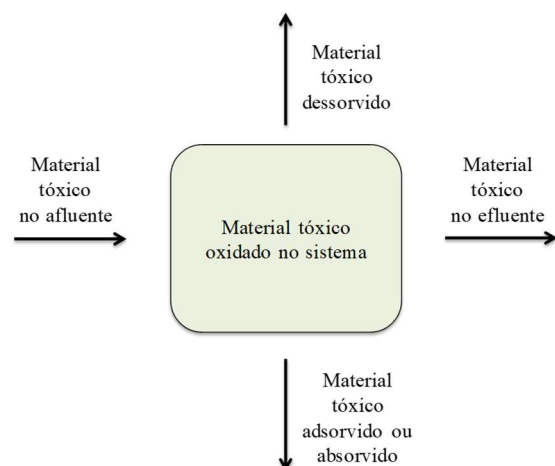 Material
tóxico
dessorvido
Material
tóxico
no afluente
Material tóxico
oxidado no sistema
Material
tóxico
no efluente
Material
tóxico
adsorvido ou
absorvido